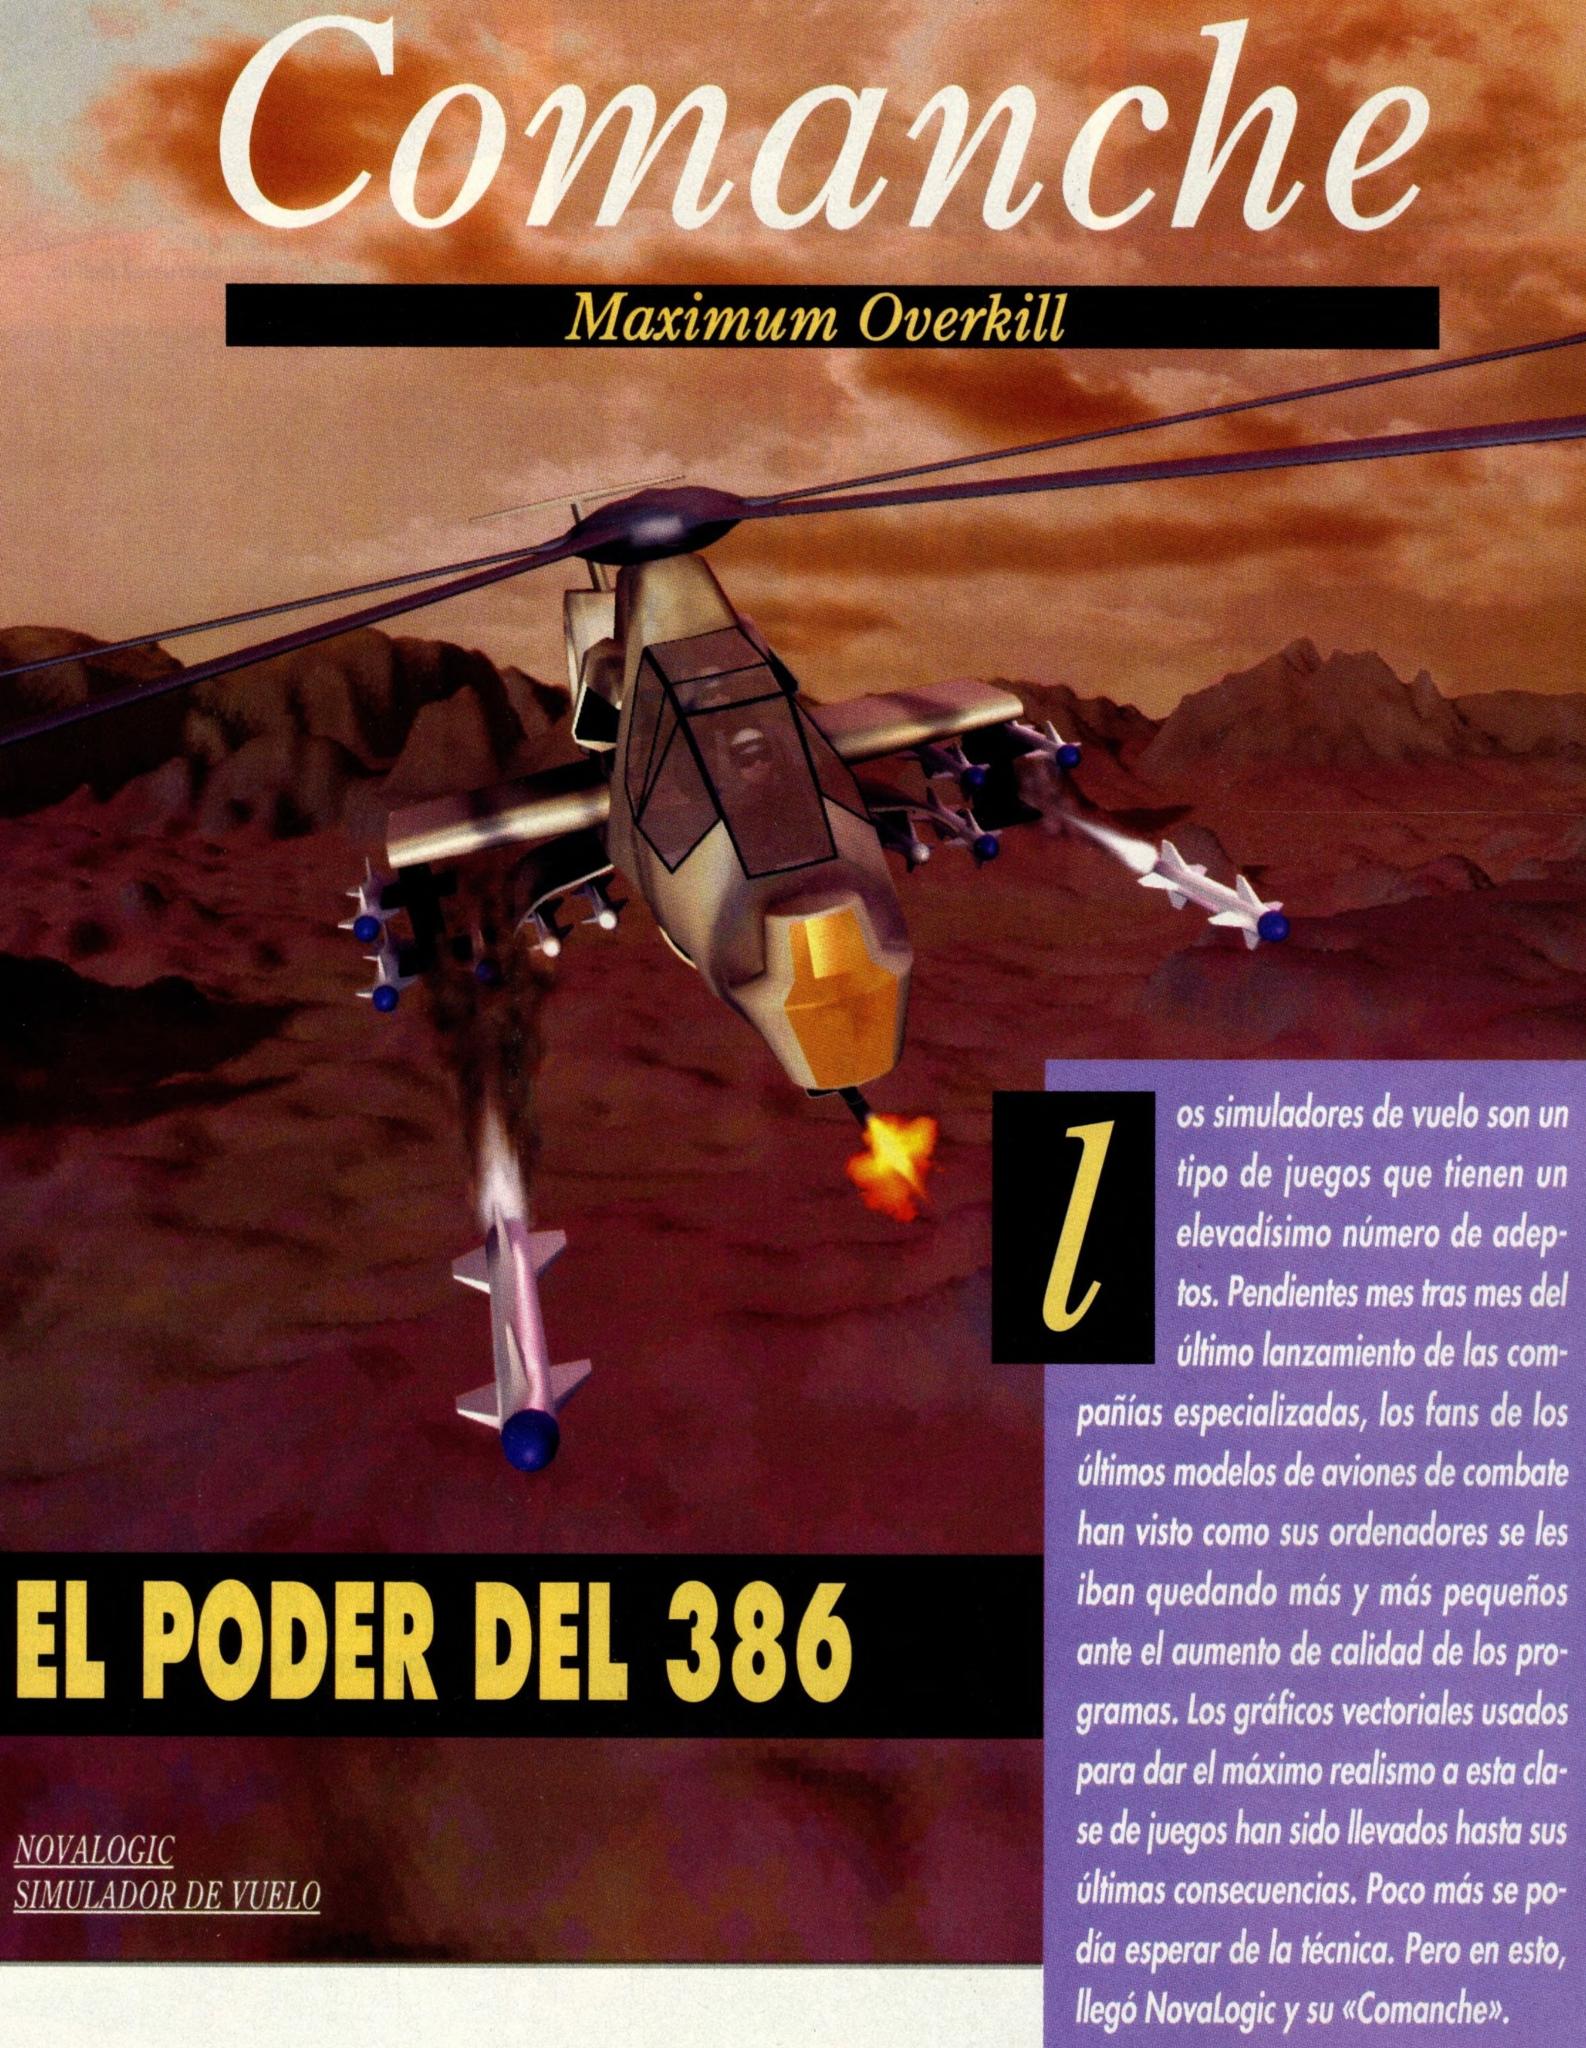 Comanche
Maximum Overkill
los simuladores de vuelo son un
tipo de juegos que tienen un
elevadísimo número de adep-
tos. Pendientes mes tras mes del
último lanzamiento de las com-
pañías especializadas, los fans de los
últimos modelos de aviones de combate
han visto como sus ordenadores se les
iban quedando más y más pequeños
ante el aumento de calidad de los pro-
gramas. Los gráficos vectoriales usados
para dar el máximo realismo a esta cla-
se de juegos han sido llevados hasta sus
últimas consecuencias. Poco más se po-
día esperar de la técnica. Pero en esto,
llegó NovaLogic y su «Comanche».
EL PODER DEL 386
NOVALOGIC
SIMULADOR DE VUELO